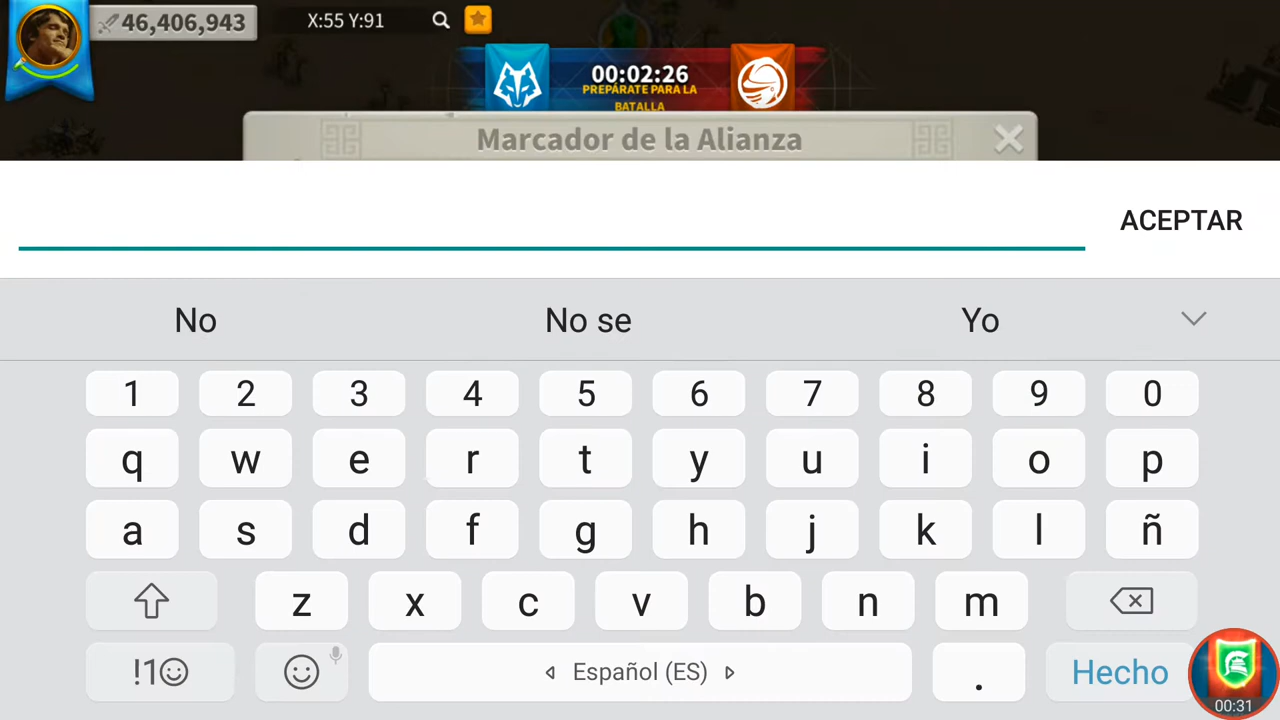 46,406,943
X:55 Y:91
00:02:26
PREPÁRATE PARA LA
BATALLA
Marcador de la Alianza
ACEPTAR
No No se Yo
1 2 3 4 5 6 7 8 9 0
q w e r t y u i o p
a s d f g h j k l ñ
z x c v b n m
!1 Español (ES) . Hecho
00:31